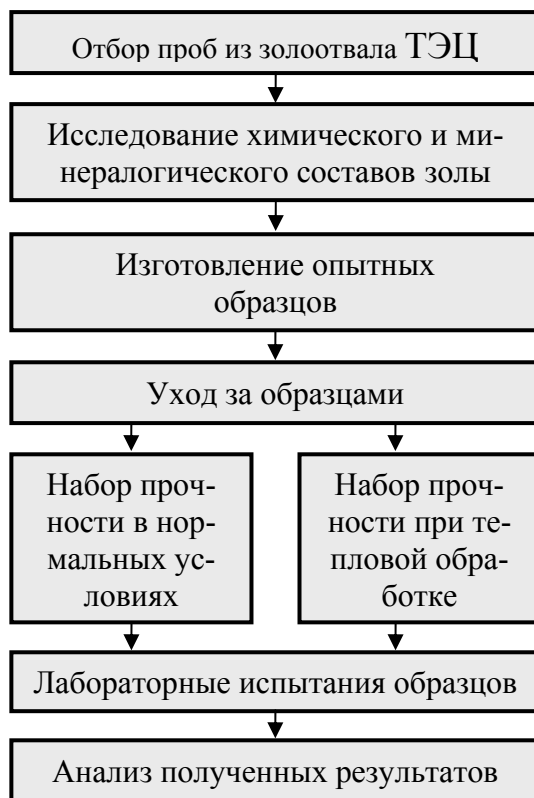 Отбор проб из золоотвала ТЭЦ
Исследование химического и ми-
нералогического составов золы
Изготовление опытных
образцов
Уход за образцами
Набор проч-
ности в нор-
мальных ус-
ловиях
Набор проч-
ности при те-
пловой обра-
ботке
Лабораторные испытания образцов
Анализ полученных результатов